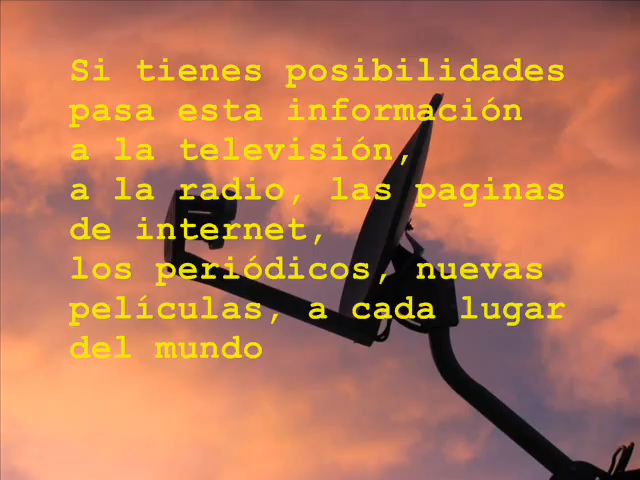 Si tienes posibilidades
pasa esta información
a la televisión,
a la radio, las paginas
de internet,
los periódicos, nuevas
películas, a cada lugar
del mundo